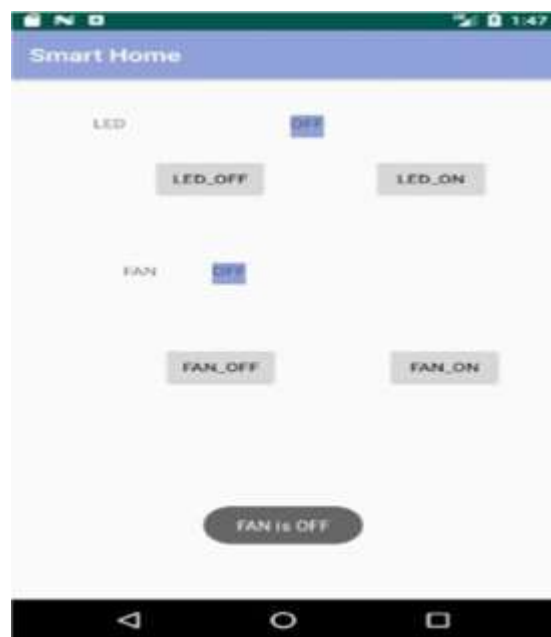 1:47
Smart Home
LED OFF
LED_OFF LED_ON
FAN OFF
FAN_OFF FAN_ON
FAN is OFF